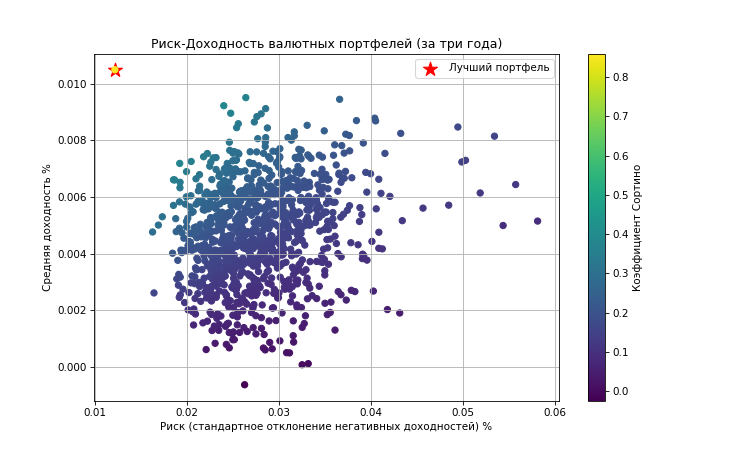 Риск-Доходность валютных портфелей (за три года)
Лучший портфель
Средняя доходность %
0.010
0.008
0.006
0.004
0.002
0.000
0.01 0.02 0.03 0.04 0.05 0.06
Риск (стандартное отклонение негативных доходностей) %
0.8
0.7
0.6
0.5
0.4
0.3
0.2
0.1
0.0
Коэффициент Сортино